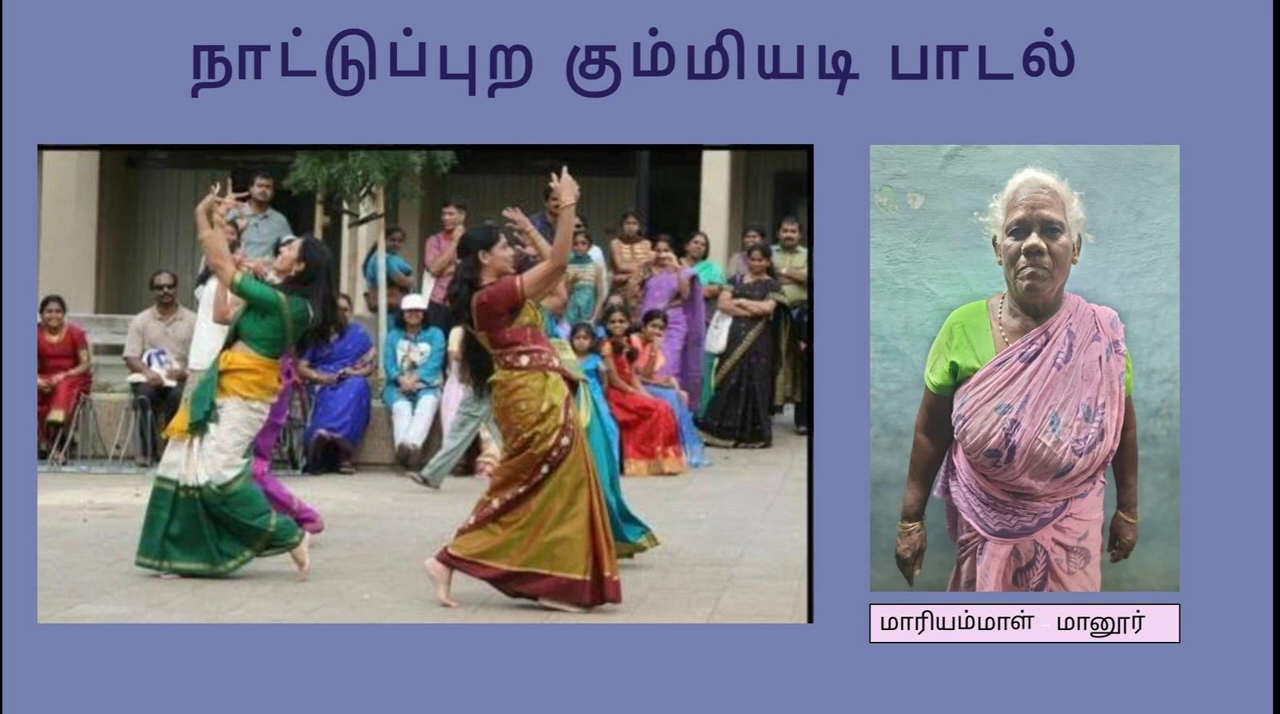 நாட்டுப்புற கும்மியடி பாடல்
மாரியம்மாள் - மானூர்